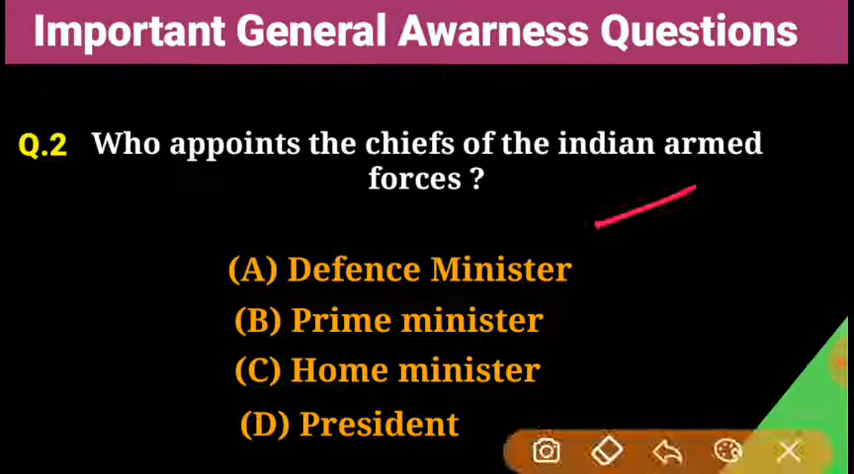 Important General Awarness Questions
Q.2 Who appoints the chiefs of the indian armed
forces ?
(A) Defence Minister
(B) Prime minister
(C) Home minister
(D) President